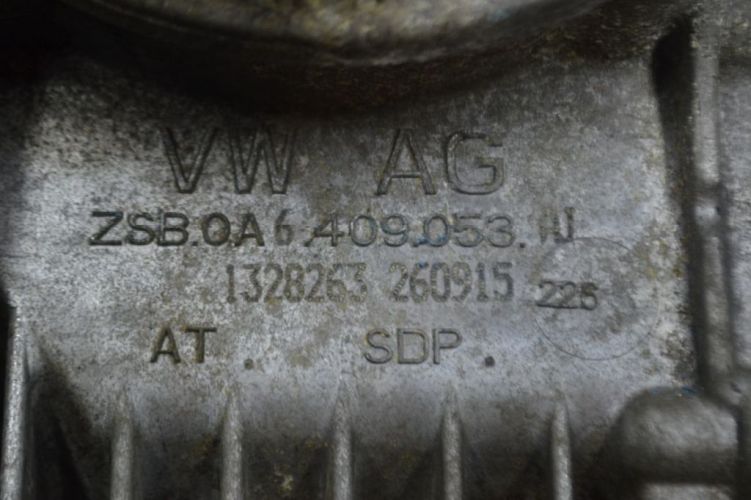 VW AG
ZSB.0A6.409.053.
1328263 260915 225
AT. SDP.